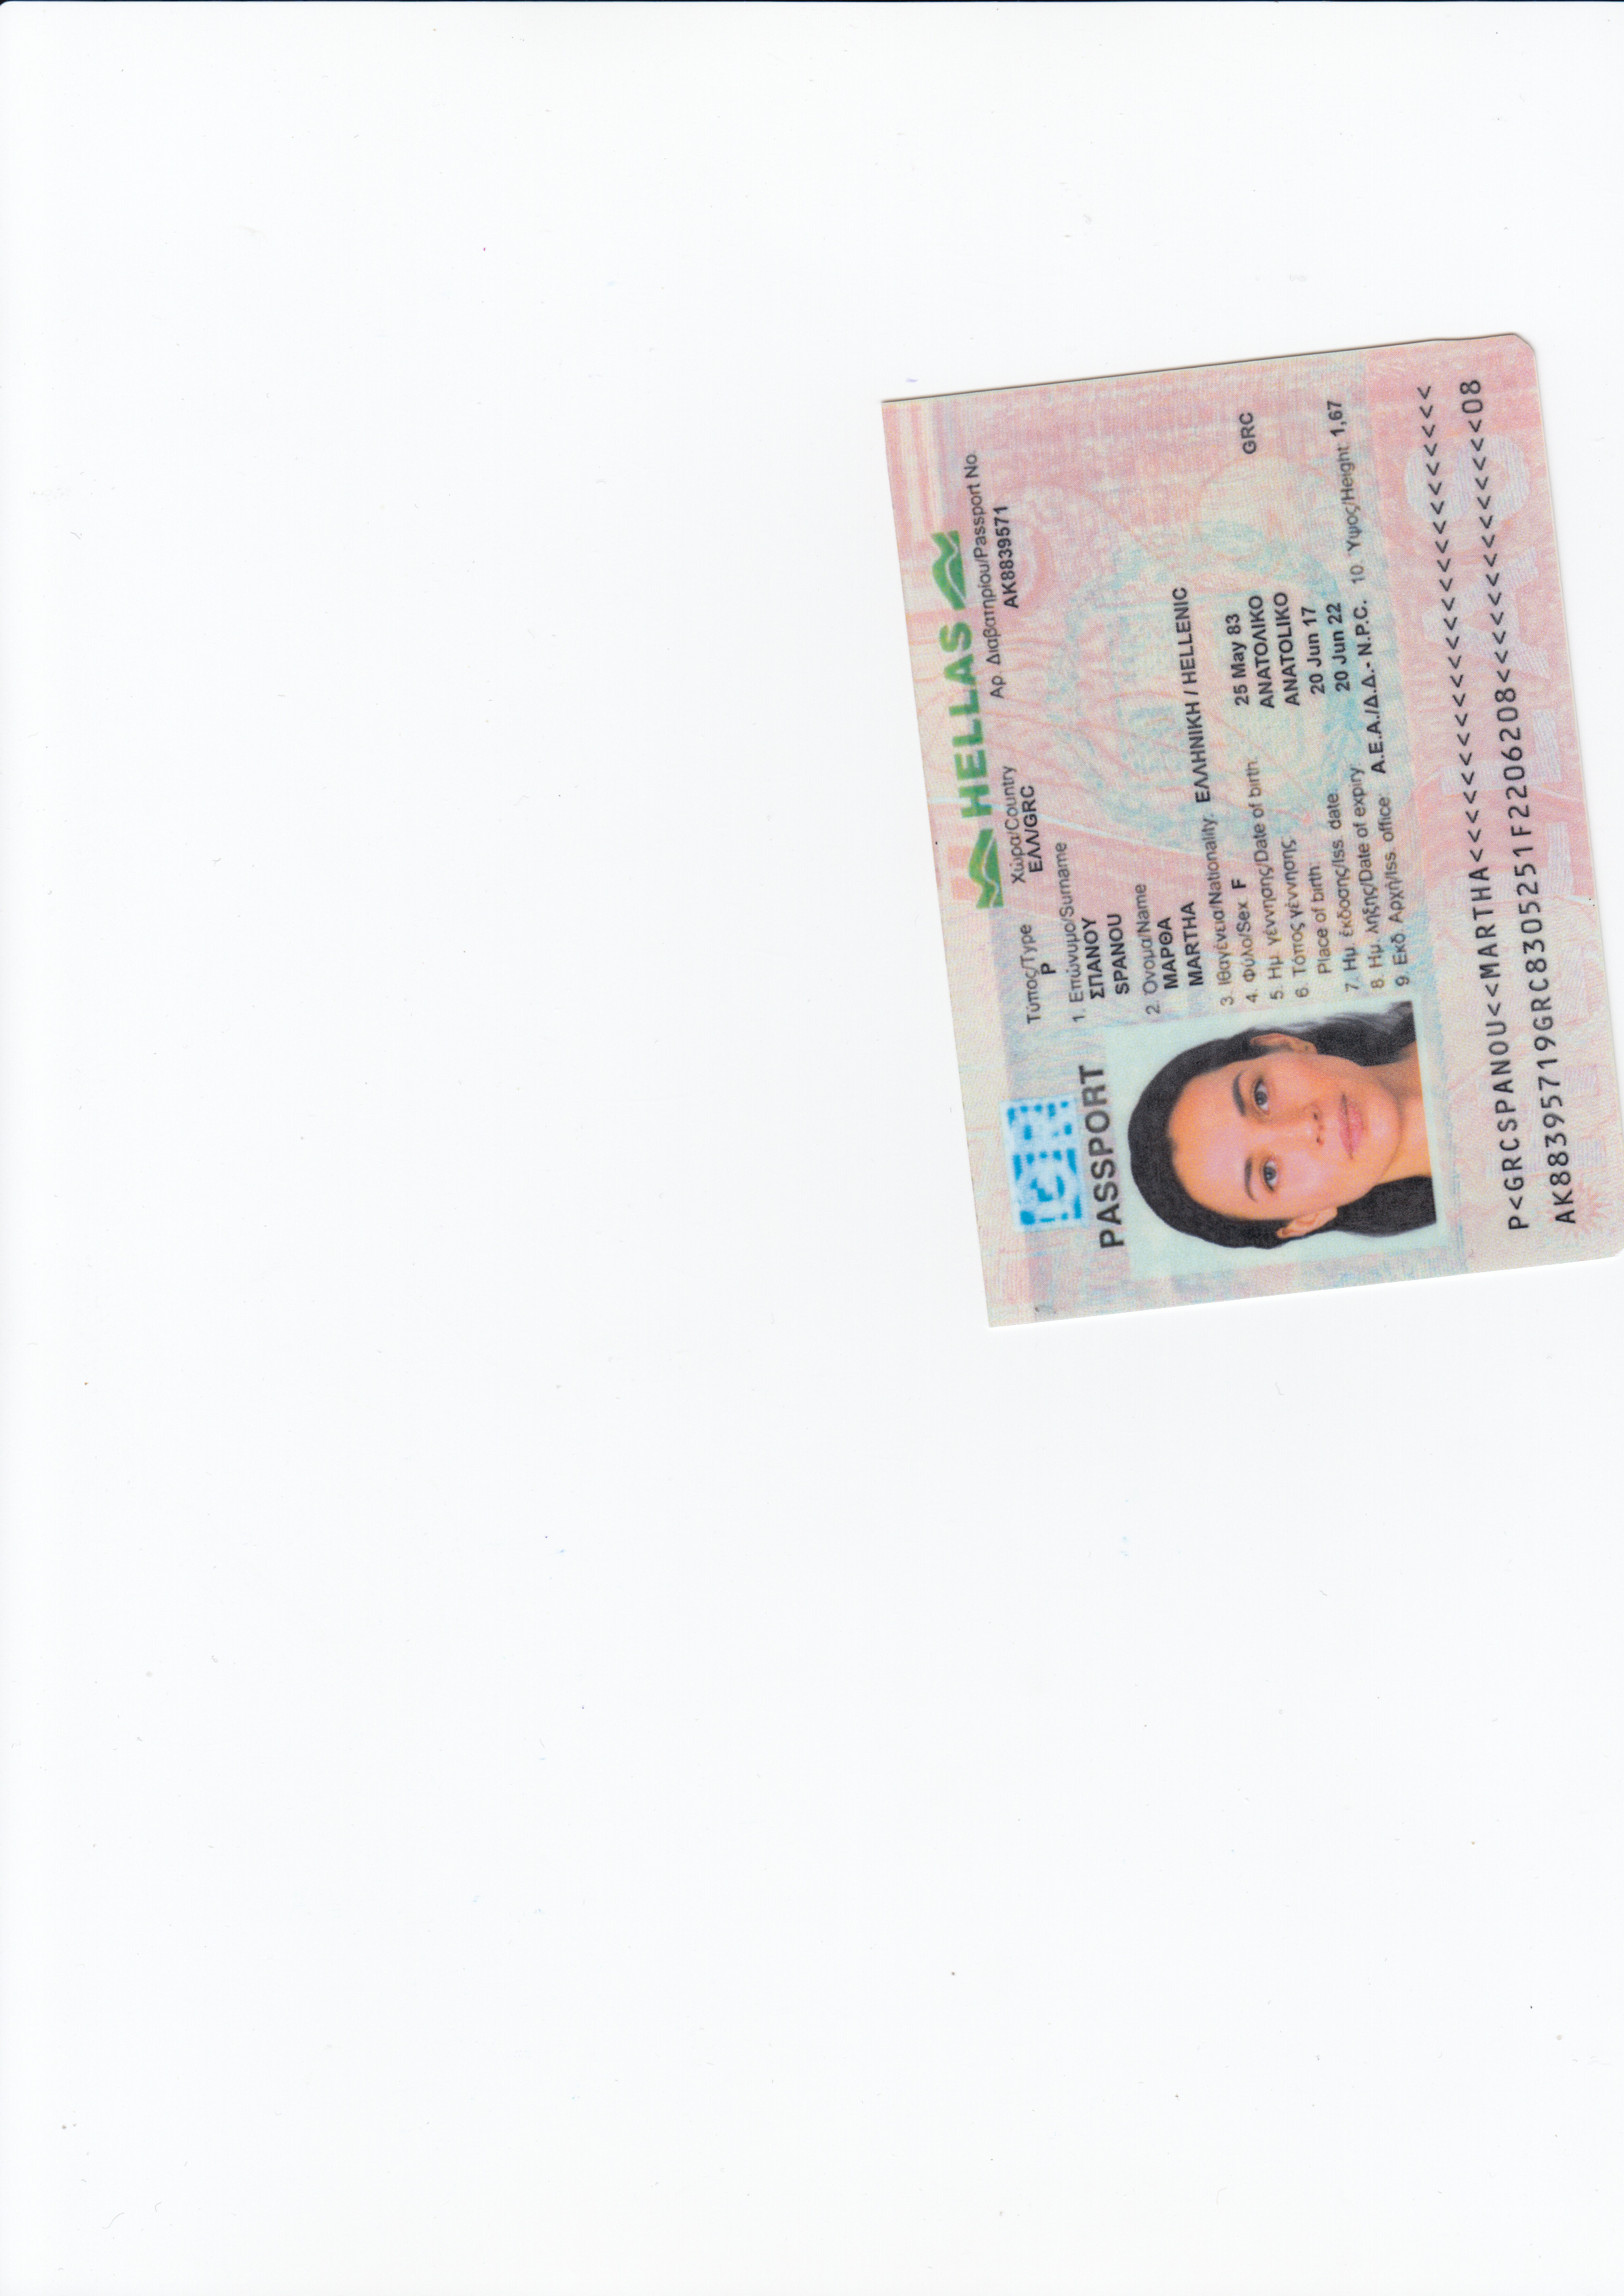 HELLAS
Τύπος/Type Χώρα/Country Αρ. Διαβατηρίου/Passport No.
P ΕΛΛ/GRC AK8839571
PASSPORT
1. Επώνυμο/Surname
ΣΠΑΝΟΥ
SPANOU
2. Όνομα/Name
ΜΑΡΘΑ
MARTHA
3. Ιθαγένεια/Nationality: ΕΛΛΗΝΙΚΗ / HELLENIC
4. Φύλο/Sex: F
5. Ημ. γέννησης/Date of birth: 25 May 83 GRC
6. Τόπος γέννησης: ΑΝΑΤΟΛΙΚΟ
Place of birth: ANATOLIKO
7. Ημ. έκδοσης/Iss. date: 20 Jun 17
8. Ημ. λήξης/Date of expiry: 20 Jun 22
9. Εκδ. Αρχή/Iss. office: Α.Ε.Α./Δ.Δ.- N.P.C. 10. Ύψος/Height: 1,67
P<GRCSPANOU<<MARTHA<<<<<<<<<<<<<<<<<<<<<<<<<
AK88395719GRC8305251F2206208<<<<<<<<<<<<<<08